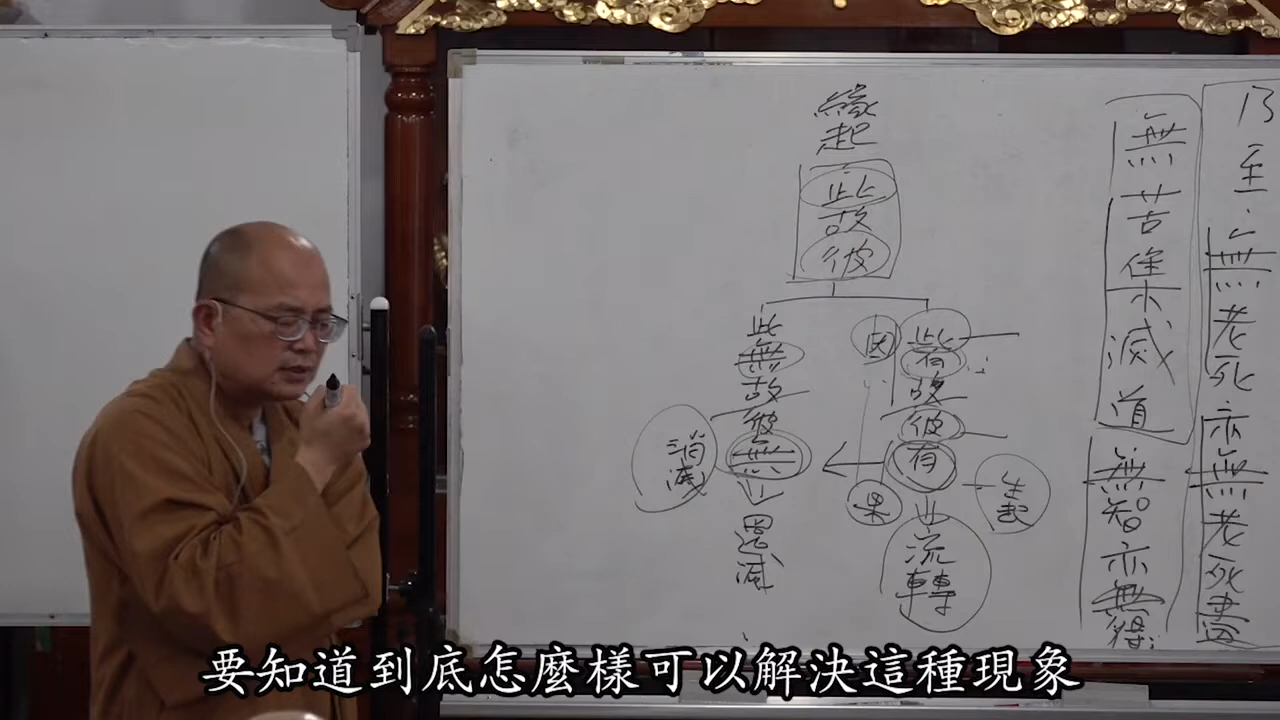 乃至無老死亦無老死盡
無苦集滅道
無智亦無得
緣起
此故彼
此有故彼有
因
果
生起
流轉
此無故彼無
消滅
還滅
要知道到底怎麼樣可以解決這種現象